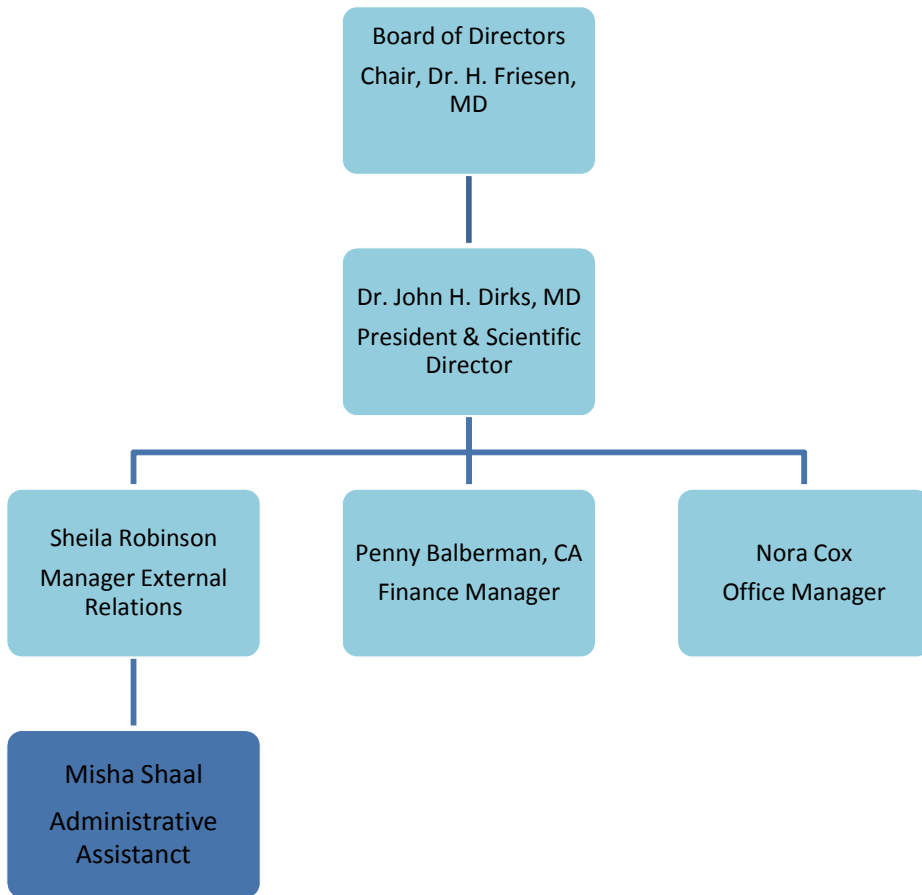 Board of Directors
Chair, Dr. H. Friesen,
MD
Dr. John H. Dirks, MD
President & Scientific
Director
Sheila Robinson
Manager External
Relations
Penny Balberman, CA
Finance Manager
Nora Cox
Office Manager
Misha Shaal
Administrative
Assistanct